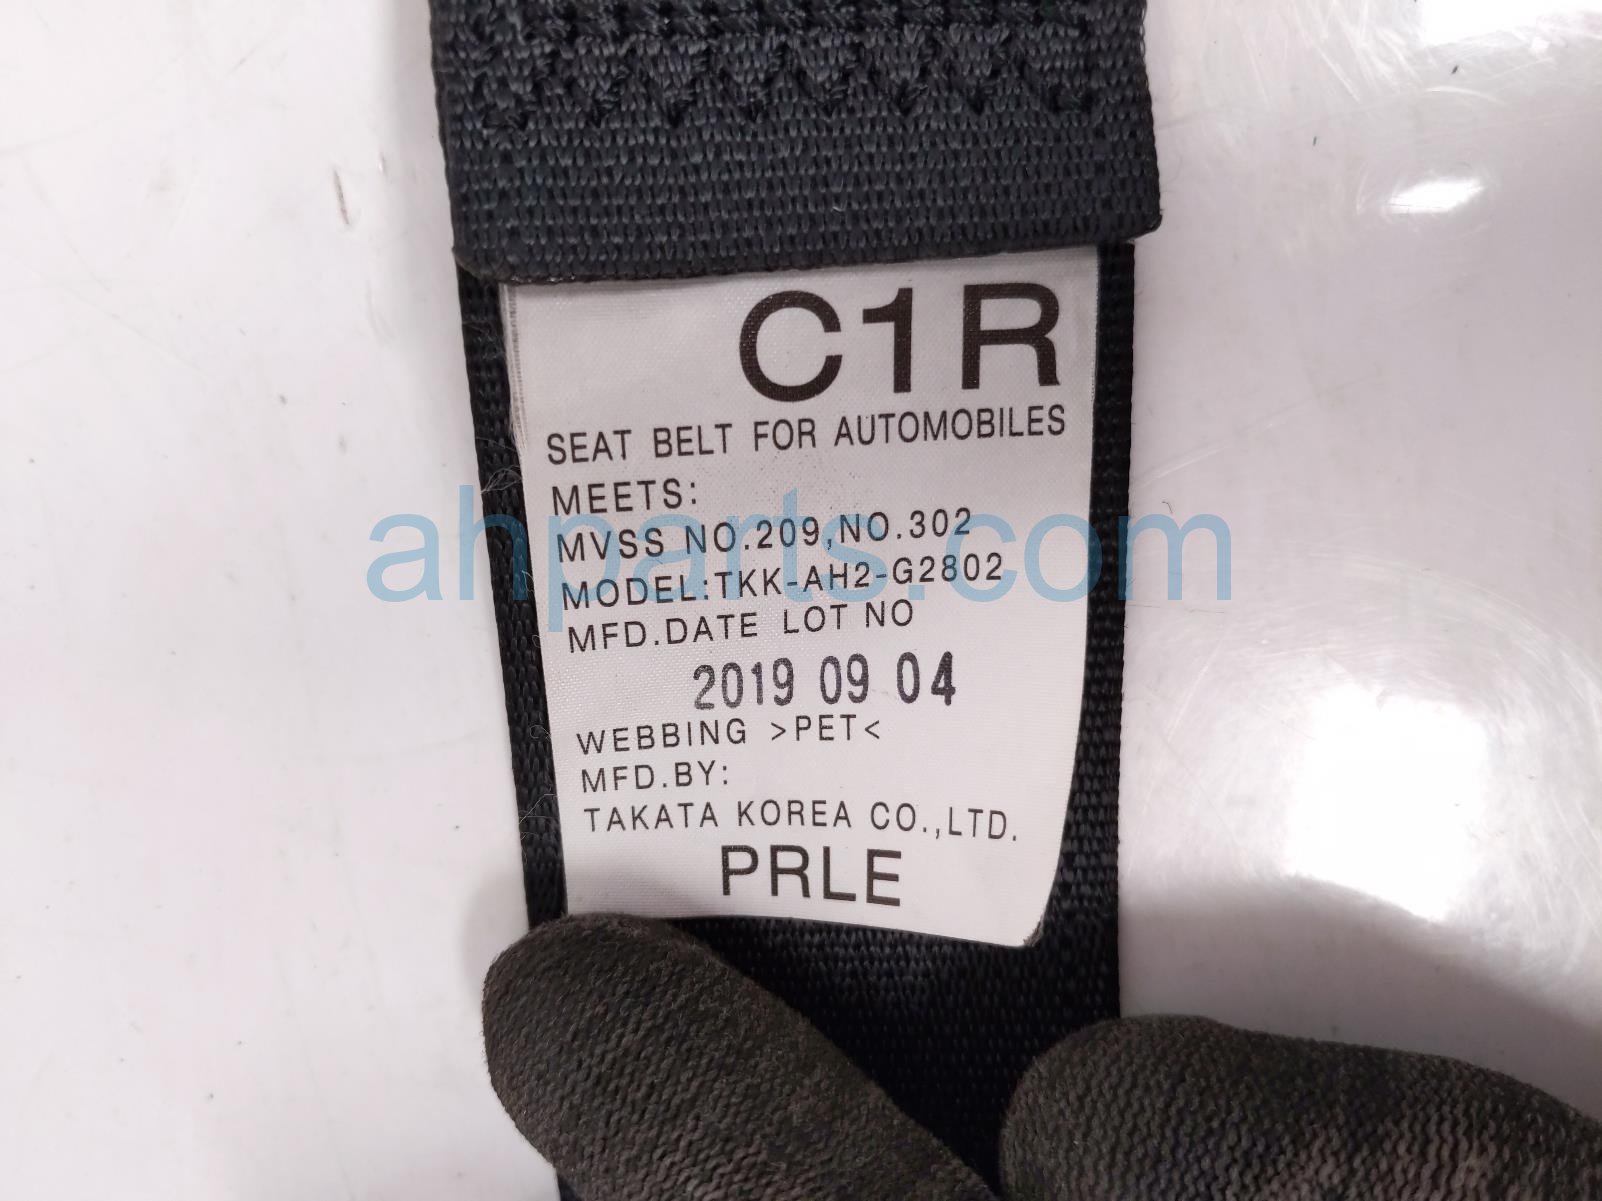 C1R
SEAT BELT FOR AUTOMOBILES
MEETS:
MVSS NO.209,NO.302
MODEL:TKK-AH2-G2802
MFD.DATE LOT NO
2019 09 04
WEBBING >PET<
MFD.BY:
TAKATA KOREA CO.,LTD.
PRLE
ahparts.com